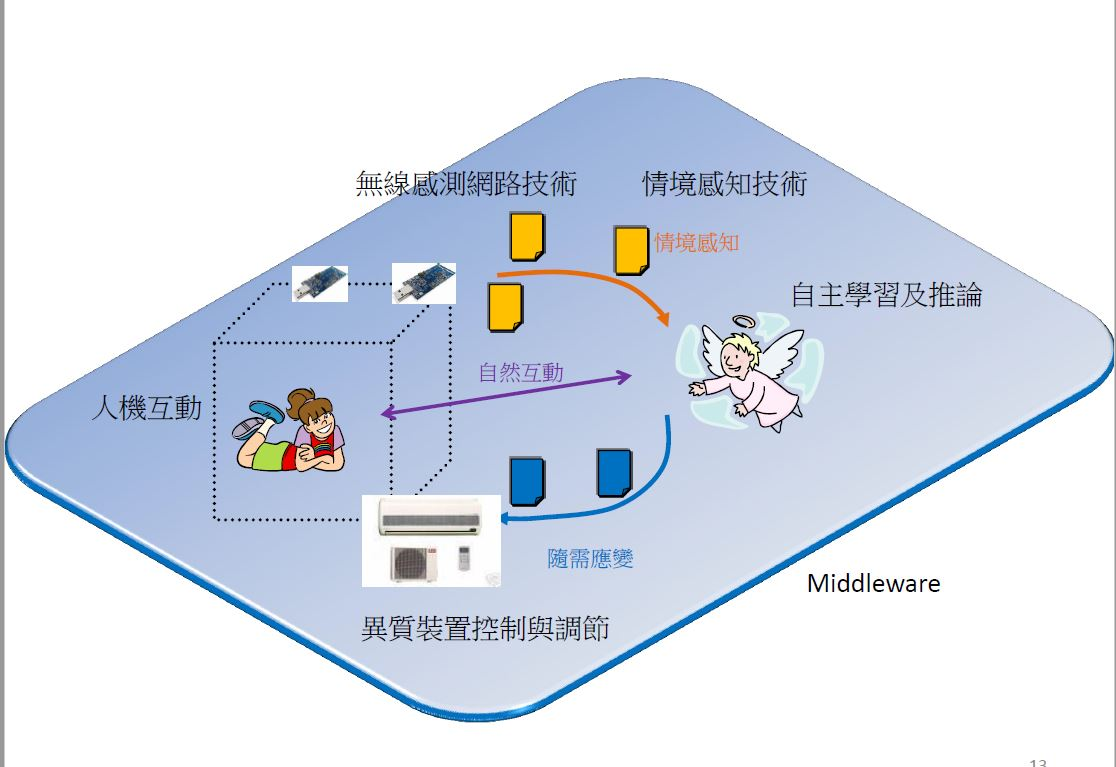 無線感測網路技術
情境感知技術
情境感知
自主學習及推論
自然互動
人機互動
隨需應變
Middleware
異質裝置控制與調節
13